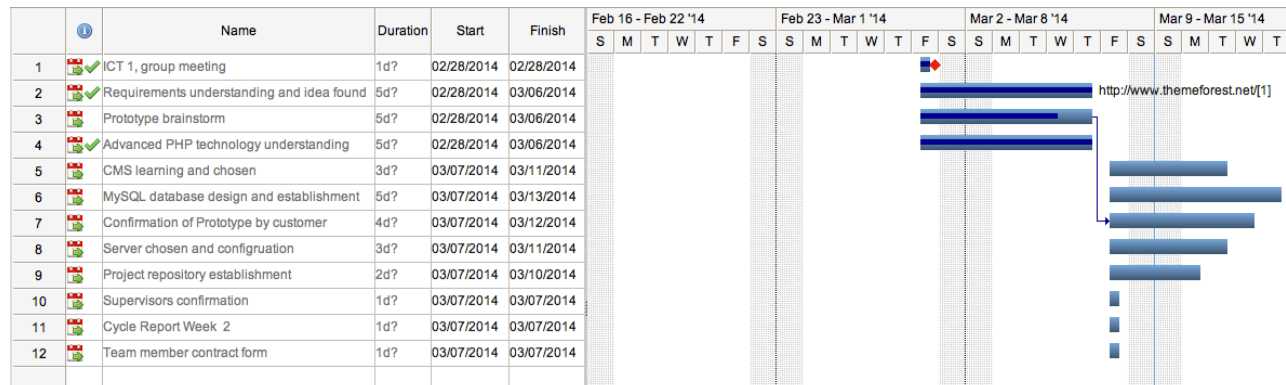 Feb 16 - Feb 22 '14 Feb 23 - Mar 1 '14 Mar 2 - Mar 8 '14 Mar 9 - Mar 15 '14
Name Duration Start Finish
S M T W T F S S M T W T F S S M T W T F S S M T W T
1 ICT 1, group meeting 1d? 02/28/2014 02/28/2014
2 Requirements understanding and idea found 5d? 02/28/2014 03/06/2014 http://www.themeforest.net/[1]
3 Prototype brainstorm 5d? 02/28/2014 03/06/2014
4 Advanced PHP technology understanding 5d? 02/28/2014 03/06/2014
5 CMS learning and chosen 3d? 03/07/2014 03/11/2014
6 MySQL database design and establishment 5d? 03/07/2014 03/13/2014
7 Confirmation of Prototype by customer 4d? 03/07/2014 03/12/2014
8 Server chosen and configruation 3d? 03/07/2014 03/11/2014
9 Project repository establishment 2d? 03/07/2014 03/10/2014
10 Supervisors confirmation 1d? 03/07/2014 03/07/2014
11 Cycle Report Week 2 1d? 03/07/2014 03/07/2014
12 Team member contract form 1d? 03/07/2014 03/07/2014